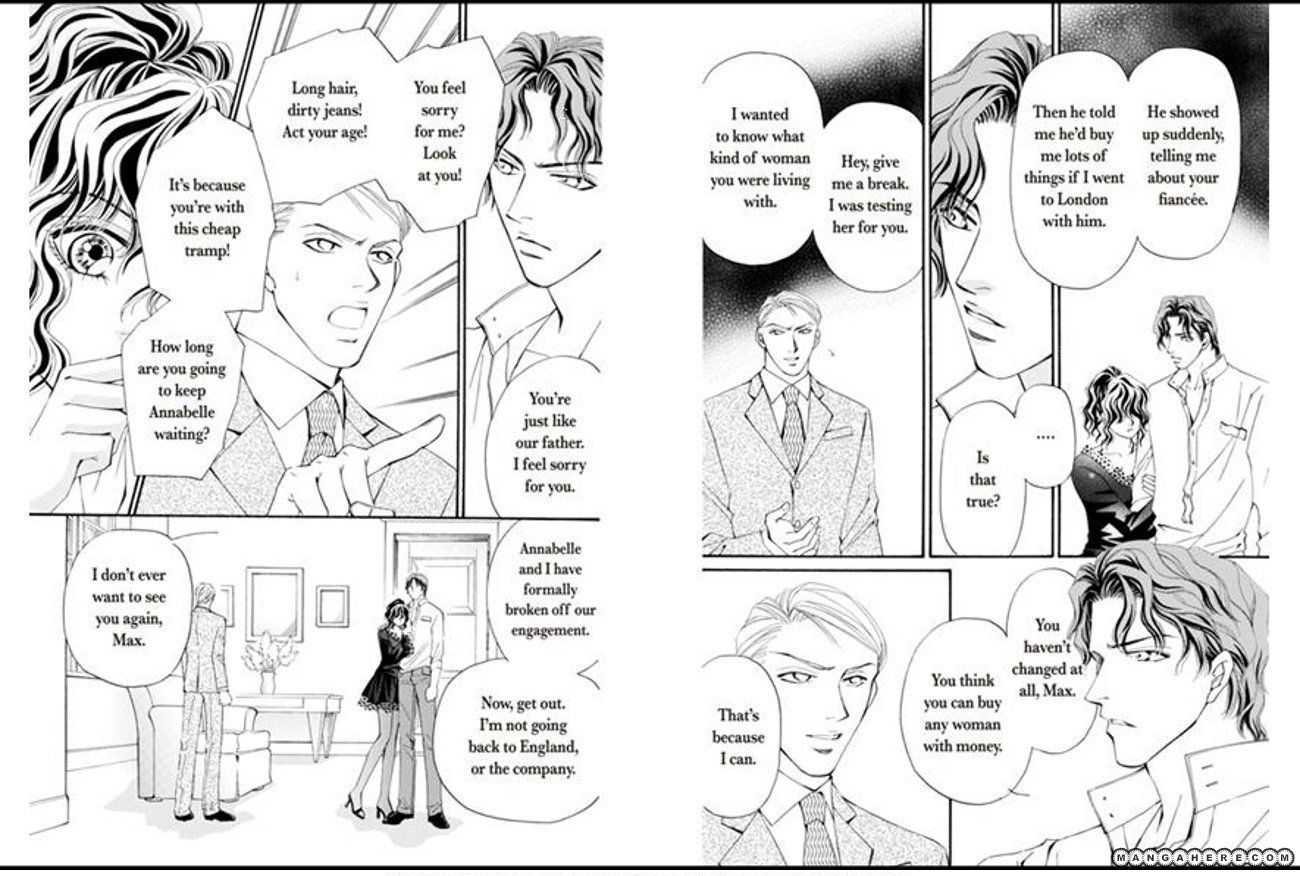 He showed
up suddenly,
telling me
about your
fiancée.
Then he told
me he'd buy
me lots of
things if I went
to London
with him.
....
Is
that
true?
Hey, give
me a break.
I was testing
her for you.
I wanted
to know what
kind of woman
you were living
with.
You
haven't
changed at
all, Max.
You think
you can buy
any woman
with money.
That's
because
I can.
You're
just like
our father.
I feel sorry
for you.
You feel
sorry
for me?
Look
at you!
Long hair,
dirty jeans!
Act your age!
It's because
you're with
this cheap
tramp!
How long
are you going
to keep
Annabelle
waiting?
Annabelle
and I have
formally
broken off our
engagement.
Now, get out.
I'm not going
back to England,
or the company.
I don't ever
want to see
you again,
Max.
MANGAHERE.COM